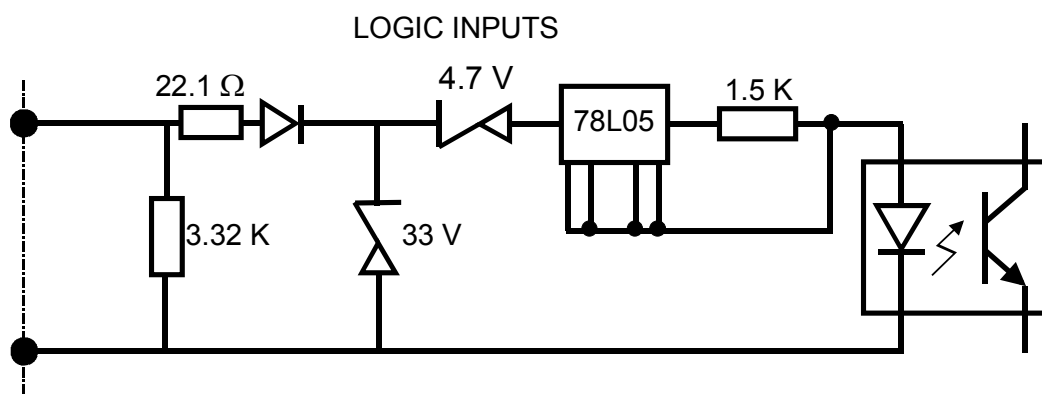 LOGIC INPUTS
22.1 Ω
4.7 V
78L05
1.5 K
3.32 K
33 V